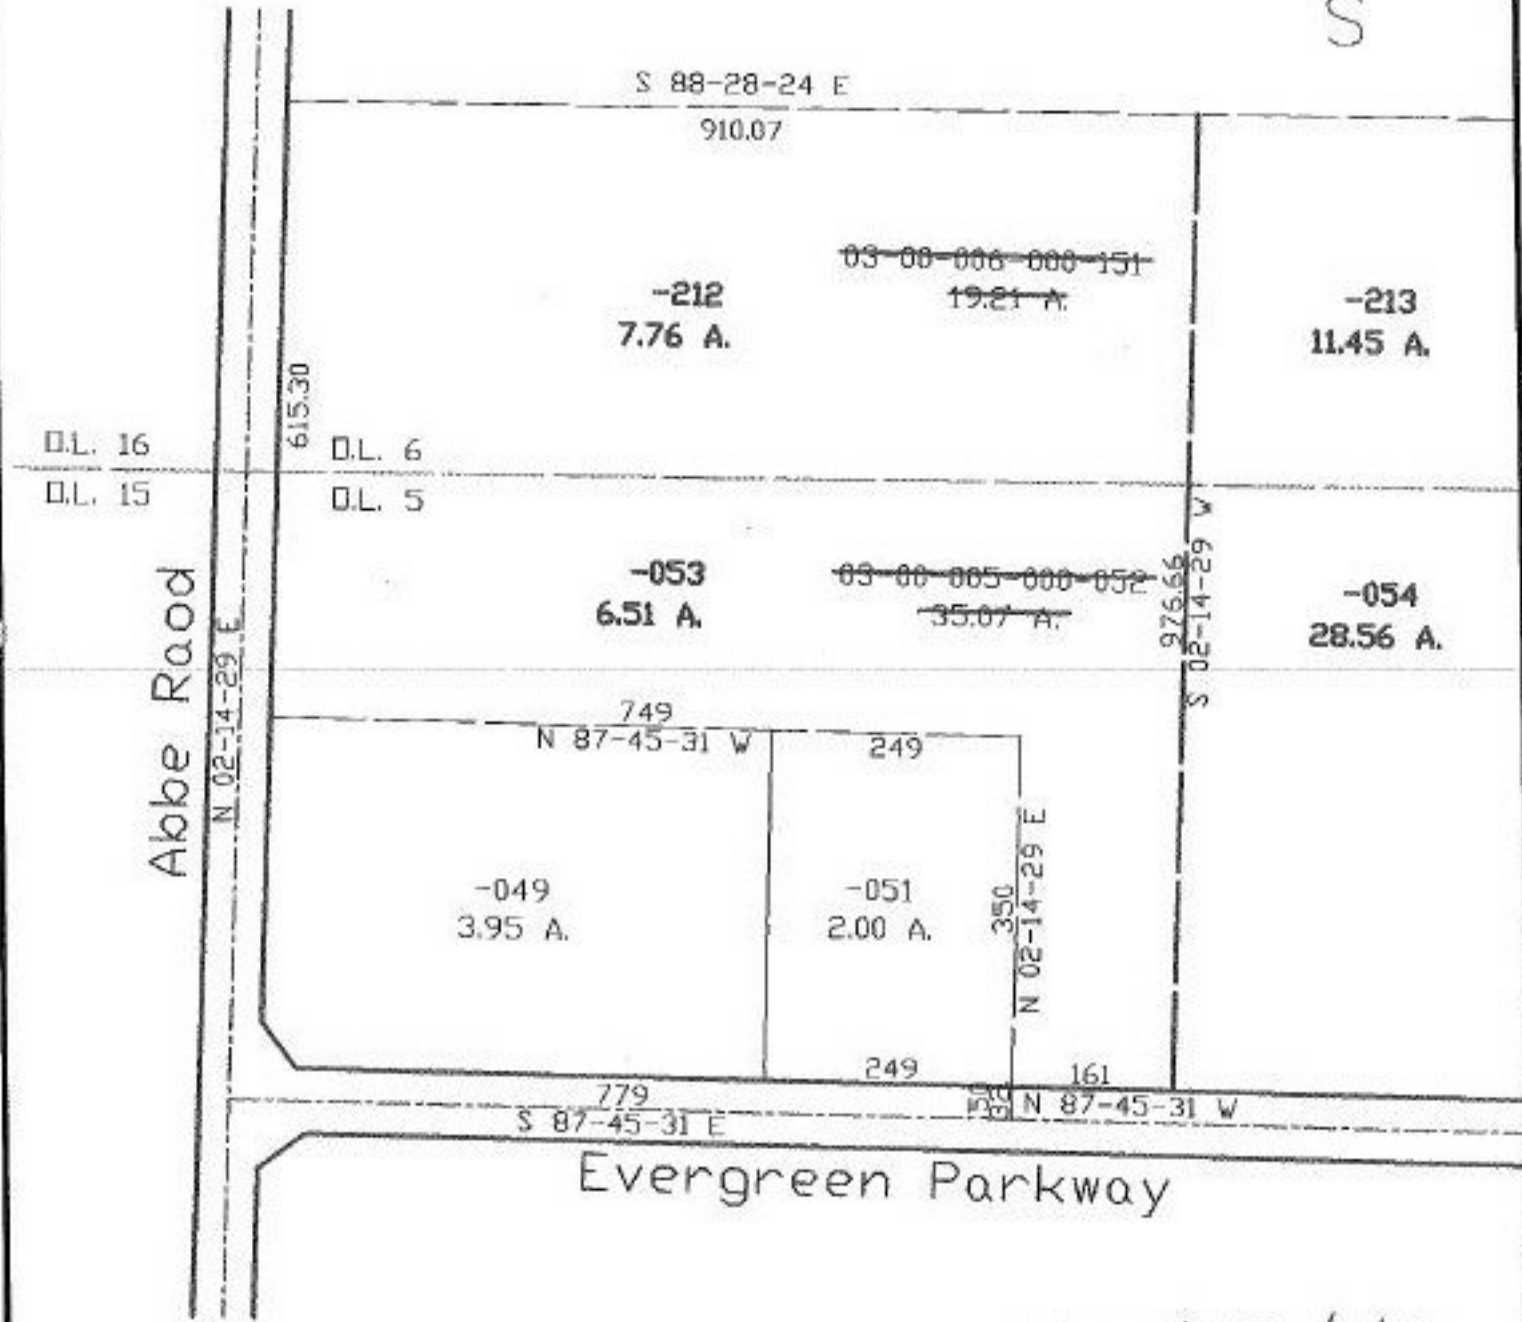 S
S 88-28-24 E
910.07
03-00-006-000-151
19.21 A.
-212
7.76 A.
-213
11.45 A.
615.30
O.L. 16
O.L. 6
O.L. 15
O.L. 5
-053
6.51 A.
03-00-005-000-052
35.07 A.
976.66
S 02-14-29 W
-054
28.56 A.
Abbe Raod
N 02-14-29 E
749
N 87-45-31 W
249
-049
3.95 A.
-051
2.00 A.
350
N 02-14-29 E
249
161
779
S 87-45-31 E
N 87-45-31 W
Evergreen Parkway